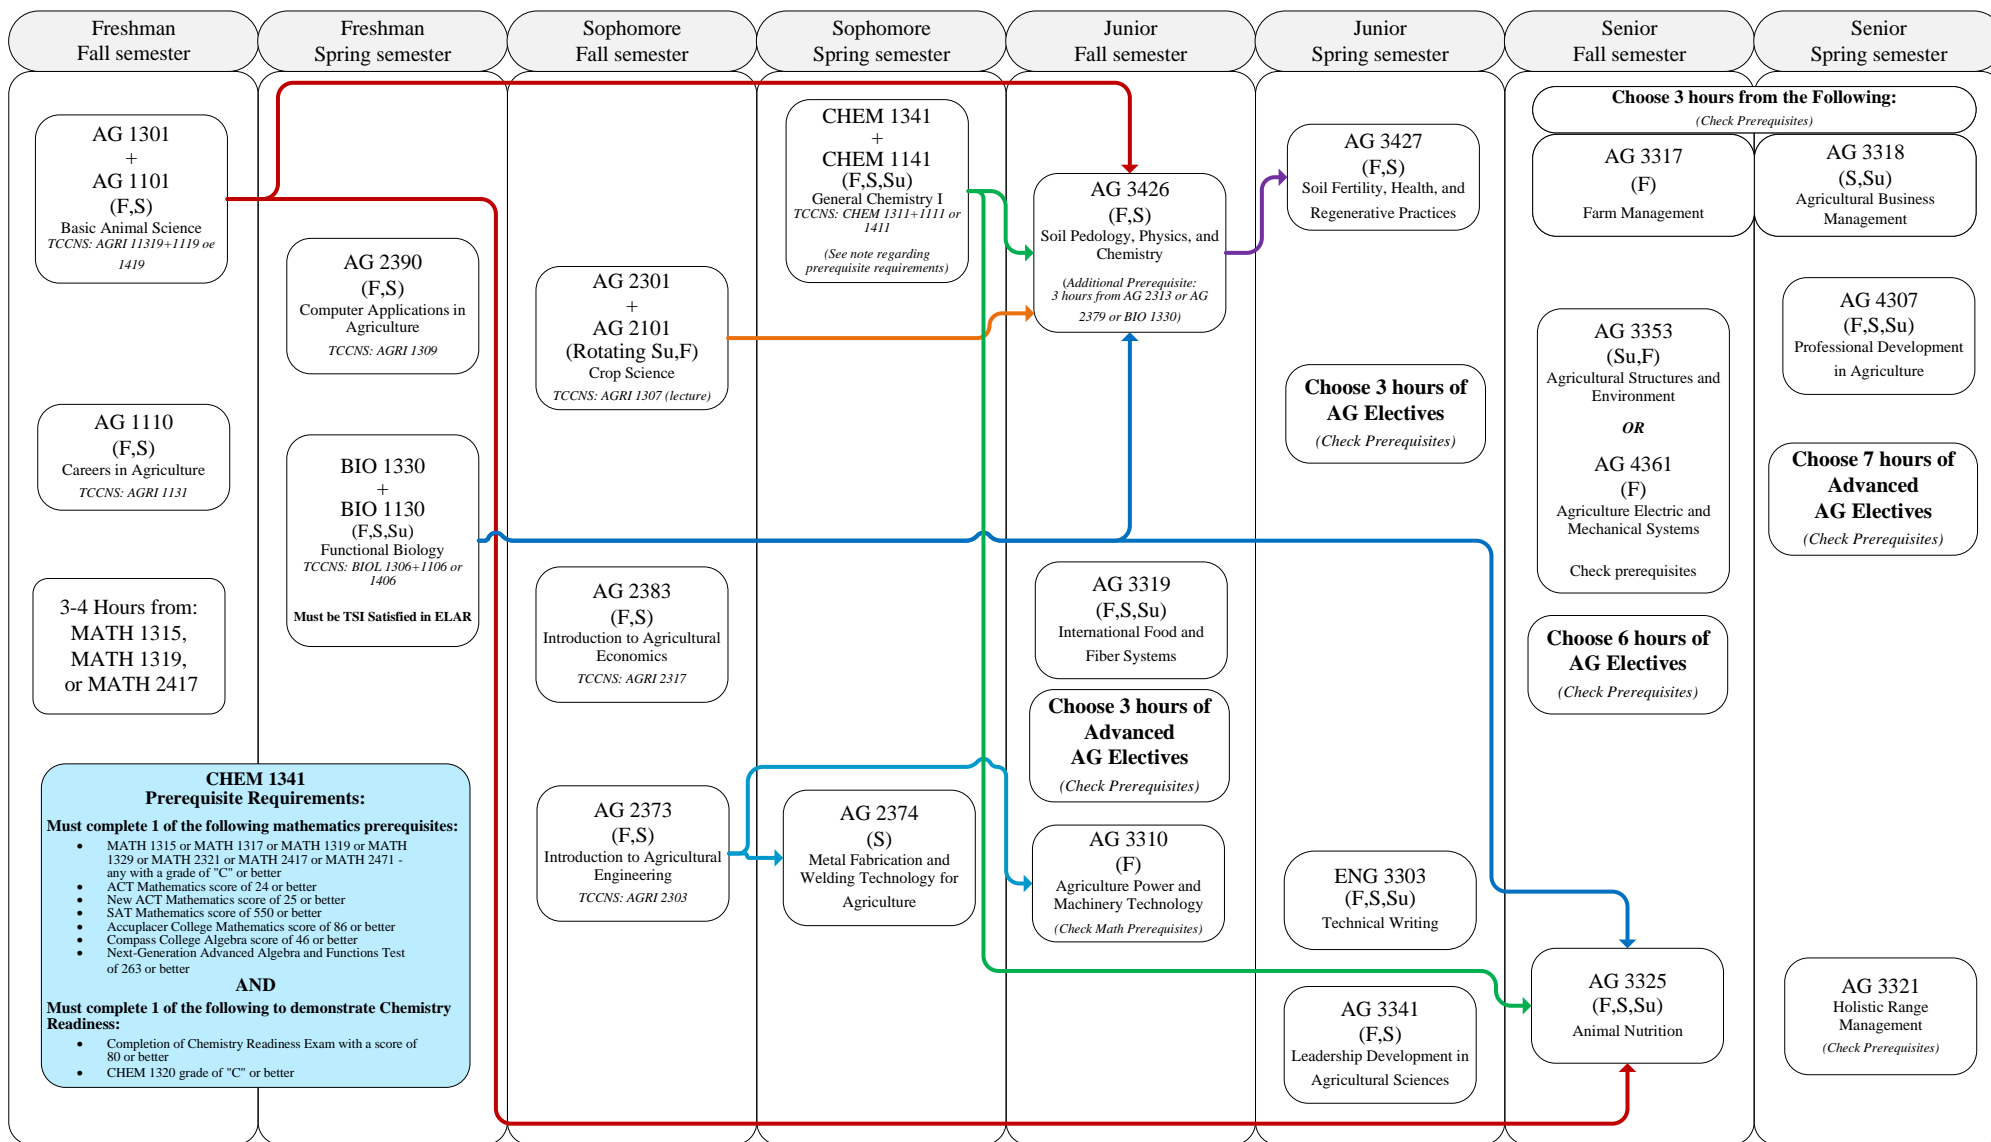 Freshman
Fall semester
Freshman
Spring semester
Sophomore
Fall semester
Sophomore
Spring semester
Junior
Fall semester
Junior
Spring semester
Senior
Fall semester
Senior
Spring semester
AG 1301
+
AG 1101
(F,S)
Basic Animal Science
TCCNS: AGRI 11319+1119 oe
1419
AG 1110
(F,S)
Careers in Agriculture
TCCNS: AGRI 1131
3-4 Hours from:
MATH 1315,
MATH 1319,
or MATH 2417
CHEM 1341
Prerequisite Requirements:
Must complete 1 of the following mathematics prerequisites:
• MATH 1315 or MATH 1317 or MATH 1319 or MATH
1329 or MATH 2321 or MATH 2417 or MATH 2471 -
any with a grade of "C" or better
• ACT Mathematics score of 24 or better
• New ACT Mathematics score of 25 or better
• SAT Mathematics score of 550 or better
• Accuplacer College Mathematics score of 86 or better
• Compass College Algebra score of 46 or better
• Next-Generation Advanced Algebra and Functions Test
of 263 or better
AND
Must complete 1 of the following to demonstrate Chemistry
Readiness:
• Completion of Chemistry Readiness Exam with a score of
80 or better
• CHEM 1320 grade of "C" or better
AG 2390
(F,S)
Computer Applications in
Agriculture
TCCNS: AGRI 1309
BIO 1330
+
BIO 1130
(F,S,Su)
Functional Biology
TCCNS: BIOL 1306+1106 or
1406
Must be TSI Satisfied in ELAR
AG 2301
+
AG 2101
(Rotating Su,F)
Crop Science
TCCNS: AGRI 1307 (lecture)
AG 2383
(F,S)
Introduction to Agricultural
Economics
TCCNS: AGRI 2317
AG 2373
(F,S)
Introduction to Agricultural
Engineering
TCCNS: AGRI 2303
CHEM 1341
+
CHEM 1141
(F,S,Su)
General Chemistry I
TCCNS: CHEM 1311+1111 or
1411
(See note regarding
prerequisite requirements)
AG 2374
(S)
Metal Fabrication and
Welding Technology for
Agriculture
AG 3426
(F,S)
Soil Pedology, Physics, and
Chemistry
(Additional Prerequisite:
3 hours from AG 2313 or AG
2379 or BIO 1330)
AG 3319
(F,S,Su)
International Food and
Fiber Systems
Choose 3 hours of
Advanced
AG Electives
(Check Prerequisites)
AG 3310
(F)
Agriculture Power and
Machinery Technology
(Check Math Prerequisites)
AG 3427
(F,S)
Soil Fertility, Health, and
Regenerative Practices
Choose 3 hours of
AG Electives
(Check Prerequisites)
ENG 3303
(F,S,Su)
Technical Writing
AG 3341
(F,S)
Leadership Development in
Agricultural Sciences
Choose 3 hours from the Following:
(Check Prerequisites)
AG 3317
(F)
Farm Management
AG 3318
(S,Su)
Agricultural Business
Management
AG 3353
(Su,F)
Agricultural Structures and
Environment
OR
AG 4361
(F)
Agriculture Electric and
Mechanical Systems
Check prerequisites
Choose 6 hours of
AG Electives
(Check Prerequisites)
AG 3325
(F,S,Su)
Animal Nutrition
AG 4307
(F,S,Su)
Professional Development
in Agriculture
Choose 7 hours of
Advanced
AG Electives
(Check Prerequisites)
AG 3321
Holistic Range
Management
(Check Prerequisites)